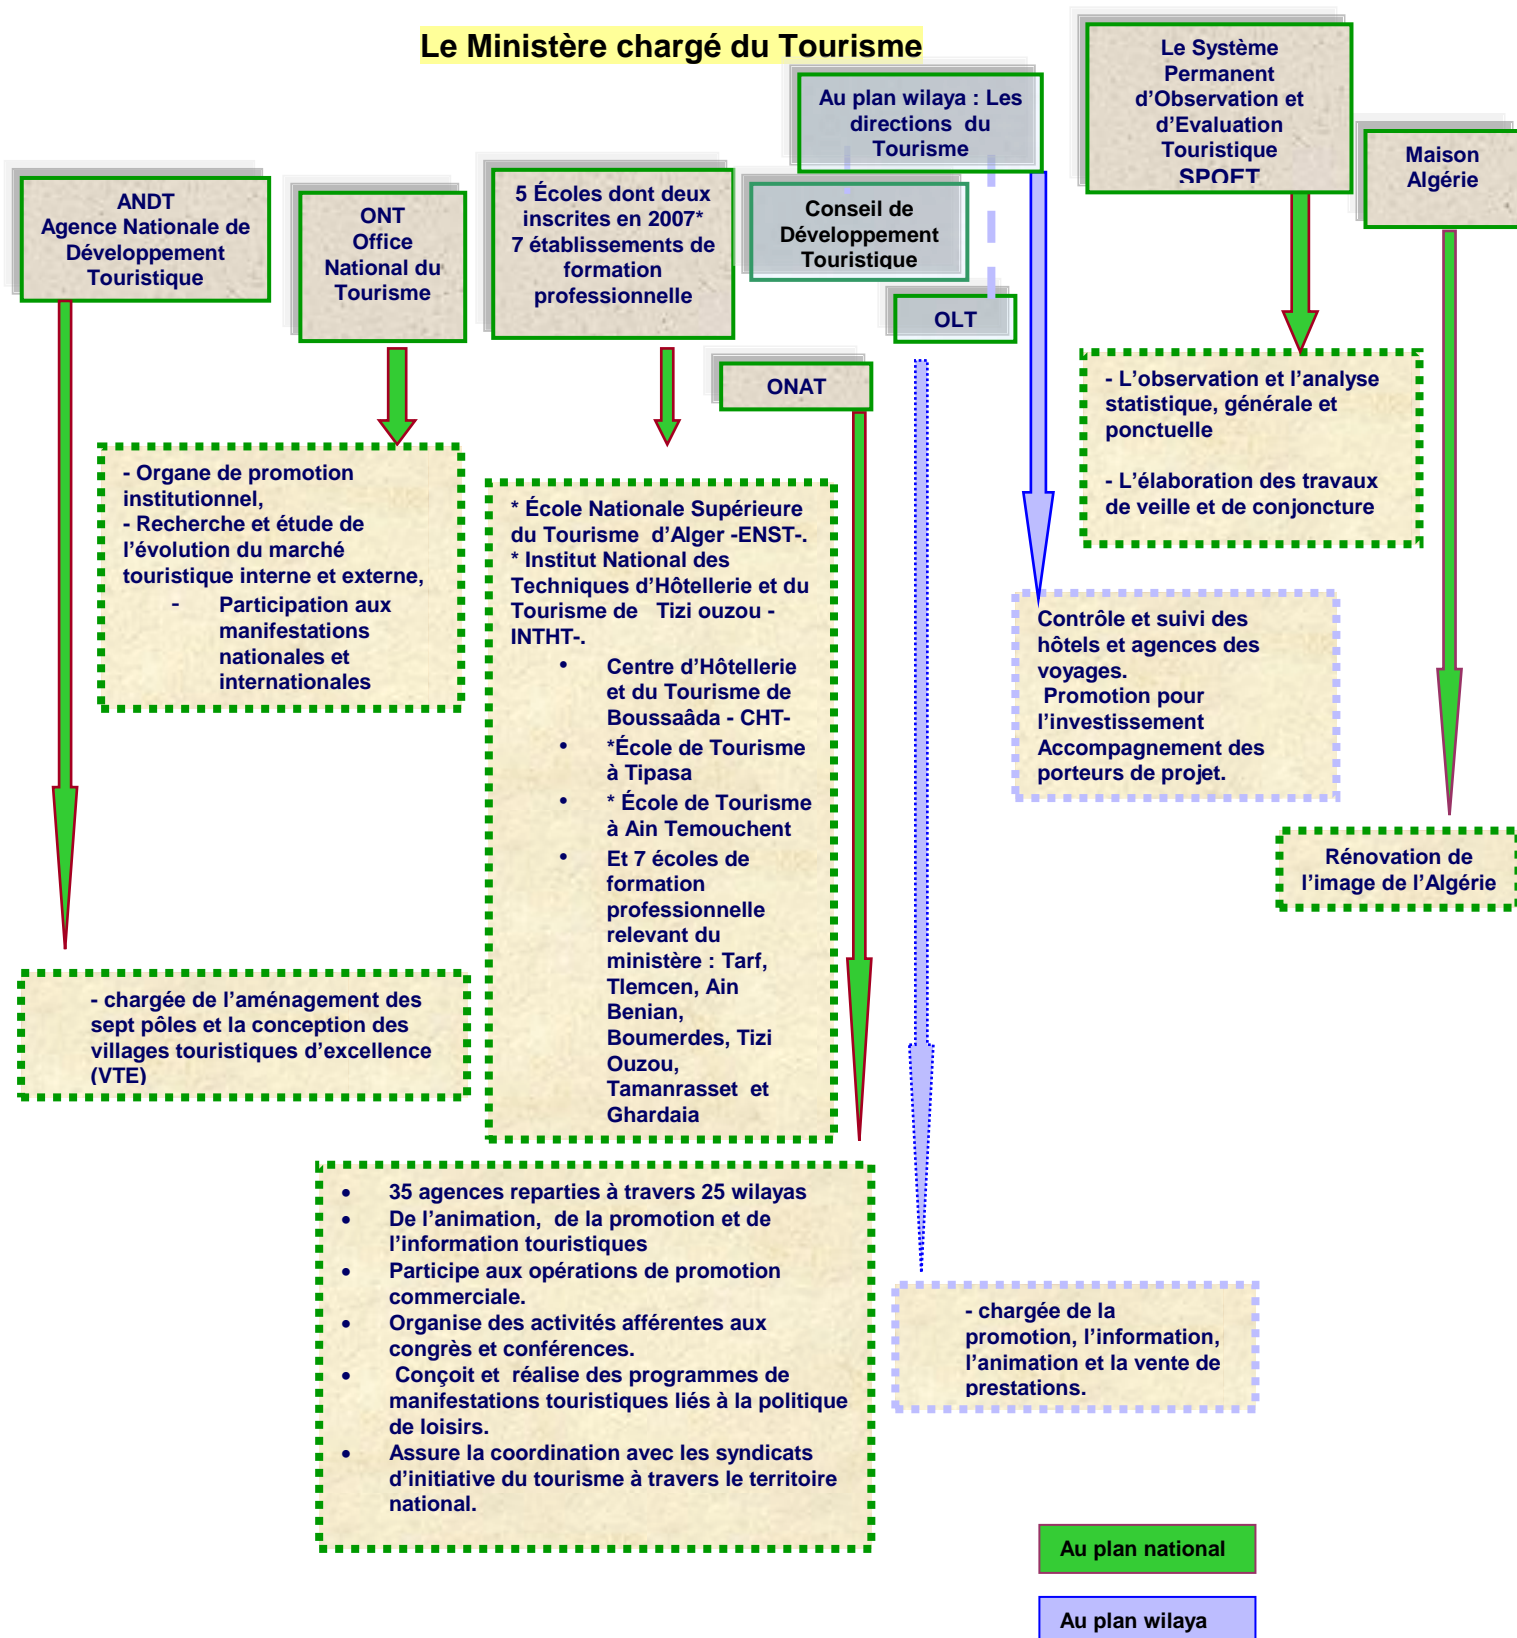 Le Ministère chargé du Tourisme
Au plan wilaya : Les
directions du
Tourisme
Le Système
Permanent
d’Observation et
d’Evaluation
Touristique
SPOET
Maison
Algérie
ANDT
Agence Nationale de
Développement
Touristique
ONT
Office
National du
Tourisme
5 Écoles dont deux
inscrites en 2007*
7 établissements de
formation
professionnelle
Conseil de
Développement
Touristique
OLT
ONAT
- Organe de promotion
institutionnel,
- Recherche et étude de
l’évolution du marché
touristique interne et externe,
- Participation aux
manifestations
nationales et
internationales
* École Nationale Supérieure
du Tourisme d’Alger -ENST-.
* Institut National des
Techniques d’Hôtellerie et du
Tourisme de Tizi ouzou -
INTHT-.
• Centre d’Hôtellerie
et du Tourisme de
Boussaâda - CHT-
• *École de Tourisme
à Tipasa
• * École de Tourisme
à Ain Temouchent
• Et 7 écoles de
formation
professionnelle
relevant du
ministère : Tarf,
Tlemcen, Ain
Benian,
Boumerdes, Tizi
Ouzou,
Tamanrasset et
Ghardaia
- L’observation et l’analyse
statistique, générale et
ponctuelle
- L’élaboration des travaux
de veille et de conjoncture
Contrôle et suivi des
hôtels et agences des
voyages.
Promotion pour
l’investissement
Accompagnement des
porteurs de projet.
Rénovation de
l’image de l’Algérie
- chargée de l’aménagement des
sept pôles et la conception des
villages touristiques d’excellence
(VTE)
• 35 agences reparties à travers 25 wilayas
• De l’animation, de la promotion et de
l’information touristiques
• Participe aux opérations de promotion
commerciale.
• Organise des activités afférentes aux
congrès et conférences.
• Conçoit et réalise des programmes de
manifestations touristiques liés à la politique
de loisirs.
• Assure la coordination avec les syndicats
d’initiative du tourisme à travers le territoire
national.
- chargée de la
promotion, l’information,
l’animation et la vente de
prestations.
Au plan national
Au plan wilaya